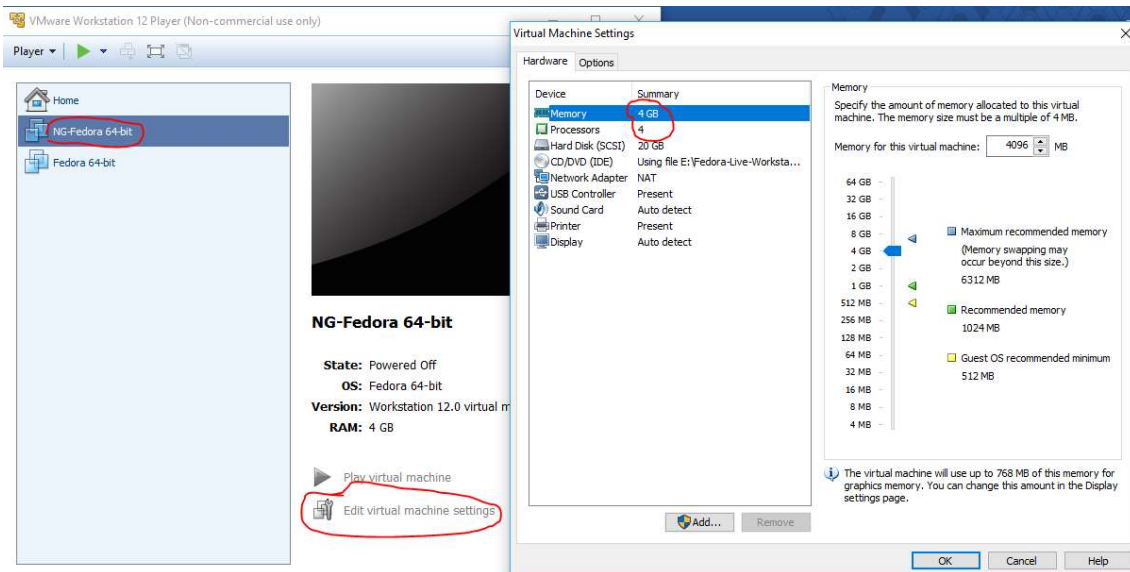 VMware Workstation 12 Player (Non-commercial use only)
Player
Home
NG-Fedora 64-bit
Fedora 64-bit
NG-Fedora 64-bit
State: Powered Off
OS: Fedora 64-bit
Version: Workstation 12.0 virtual m
RAM: 4 GB
Play virtual machine
Edit virtual machine settings
Virtual Machine Settings
Hardware Options
Device Summary
Memory 4 GB
Processors 4
Hard Disk (SCSI) 20 GB
CD/DVD (IDE) Using file E:\Fedora-Live-Worksta...
Network Adapter NAT
USB Controller Present
Sound Card Auto detect
Printer Present
Display Auto detect
Add... Remove
Memory
Specify the amount of memory allocated to this virtual
machine. The memory size must be a multiple of 4 MB.
Memory for this virtual machine: 4096 MB
64 GB
32 GB
16 GB
8 GB
4 GB
2 GB
1 GB
512 MB
256 MB
128 MB
64 MB
32 MB
16 MB
8 MB
4 MB
Maximum recommended memory
(Memory swapping may
occur beyond this size.)
6312 MB
Recommended memory
1024 MB
Guest OS recommended minimum
512 MB
The virtual machine will use up to 768 MB of this memory for
graphics memory. You can change this amount in the Display
settings page.
OK Cancel Help